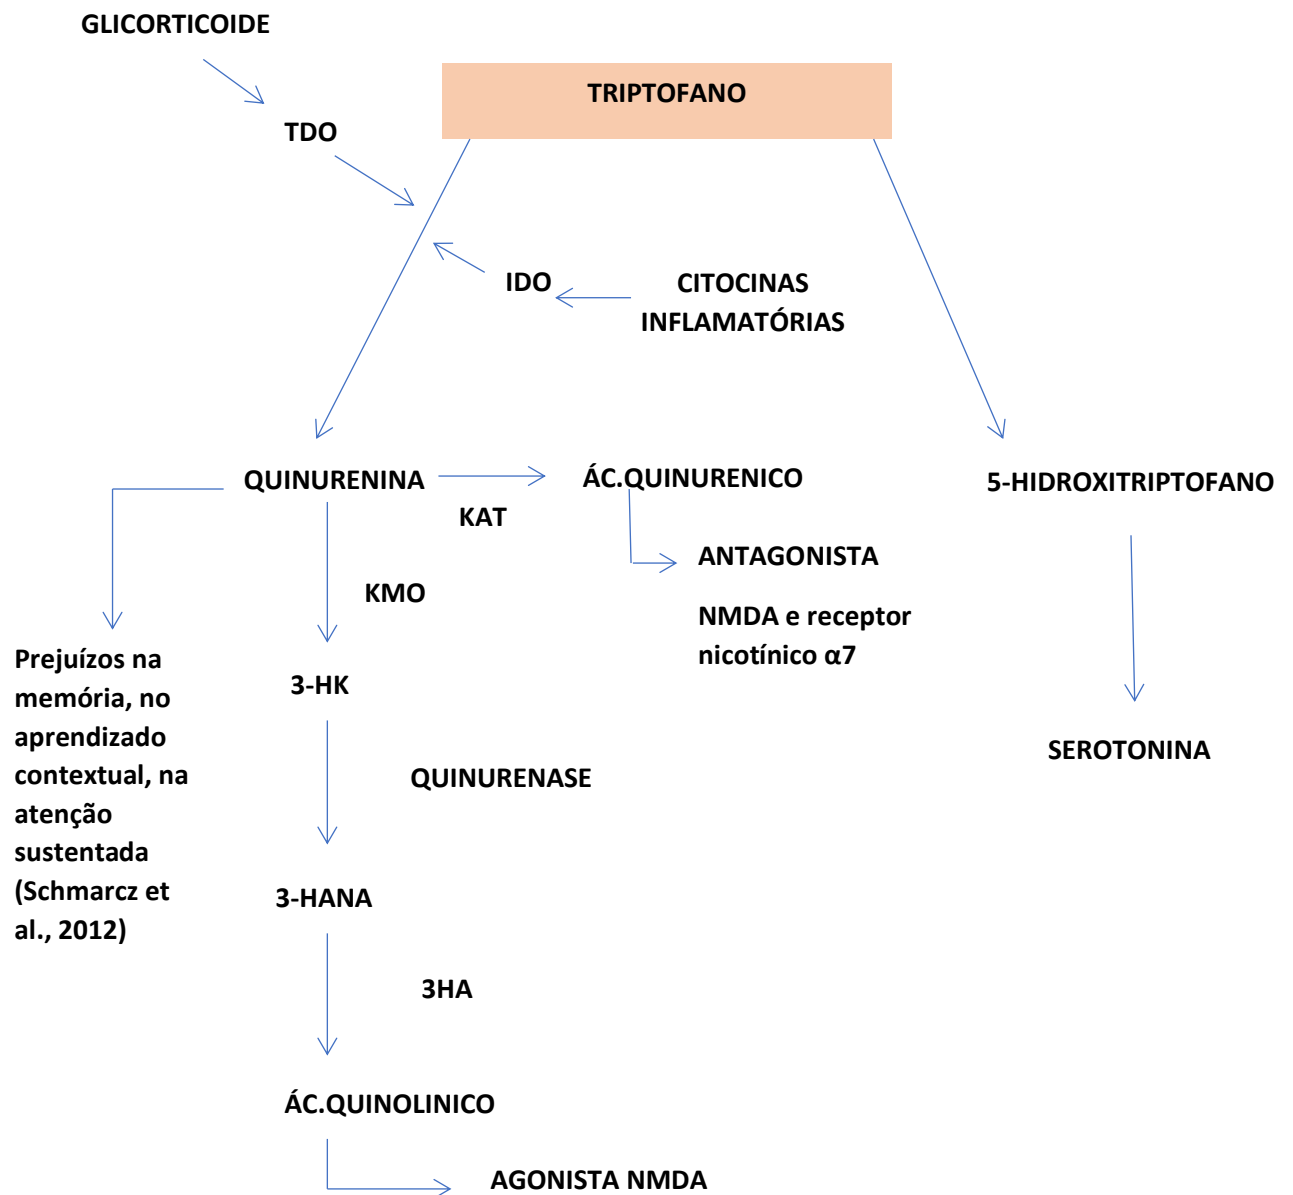 GLICORTICOIDE
TRIPTOFANO
TDO
IDO
CITOCINAS
INFLAMATÓRIAS
QUINURENINA
KAT
ÁC.QUINURENICO
5-HIDROXITRIPTOFANO
ANTAGONISTA
NMDA e receptor
nicotínico α7
KMO
Prejuízos na
memória, no
aprendizado
contextual, na
atenção
sustentada
(Schmarcz et
al., 2012)
3-HK
SEROTONINA
QUINURENASE
3-HANA
3HA
ÁC.QUINOLINICO
AGONISTA NMDA